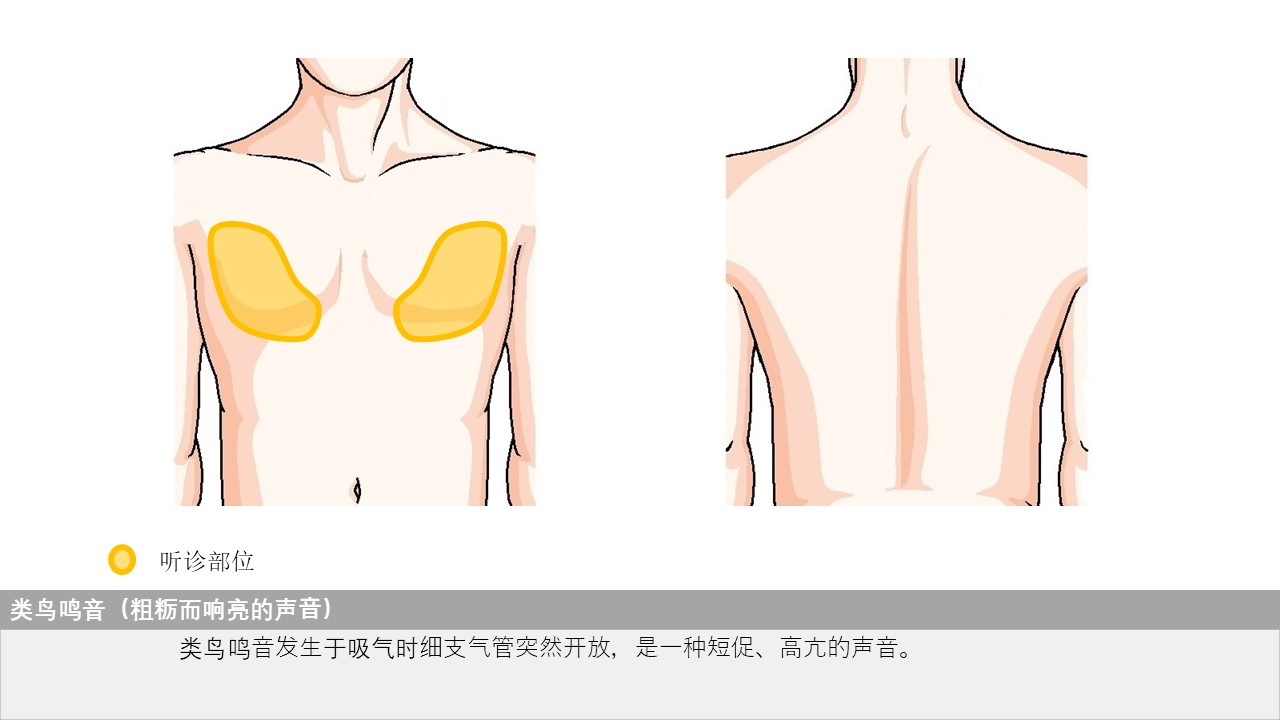 听诊部位
类鸟鸣音（粗粝而响亮的声音）
类鸟鸣音发生于吸气时细支气管突然开放，是一种短促、高亢的声音。